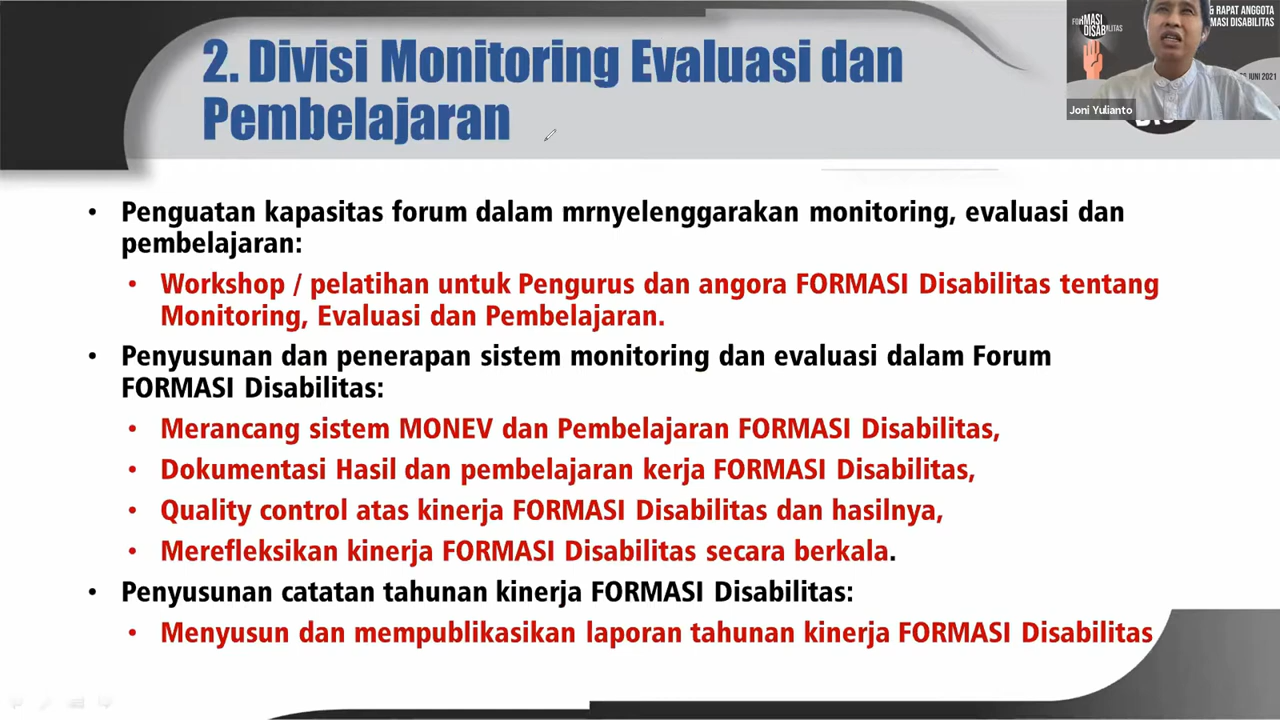 2. Divisi Monitoring Evaluasi dan
Pembelajaran
FORMASI
DISABILITAS
& RAPAT ANGGOTA
MASI DISABILITAS
JUNI 2021
Joni Yulianto
• Penguatan kapasitas forum dalam mrnyelenggarakan monitoring, evaluasi dan
pembelajaran:
• Workshop / pelatihan untuk Pengurus dan angora FORMASI Disabilitas tentang
Monitoring, Evaluasi dan Pembelajaran.
• Penyusunan dan penerapan sistem monitoring dan evaluasi dalam Forum
FORMASI Disabilitas:
• Merancang sistem MONEV dan Pembelajaran FORMASI Disabilitas,
• Dokumentasi Hasil dan pembelajaran kerja FORMASI Disabilitas,
• Quality control atas kinerja FORMASI Disabilitas dan hasilnya,
• Merefleksikan kinerja FORMASI Disabilitas secara berkala.
• Penyusunan catatan tahunan kinerja FORMASI Disabilitas:
• Menyusun dan mempublikasikan laporan tahunan kinerja FORMASI Disabilitas